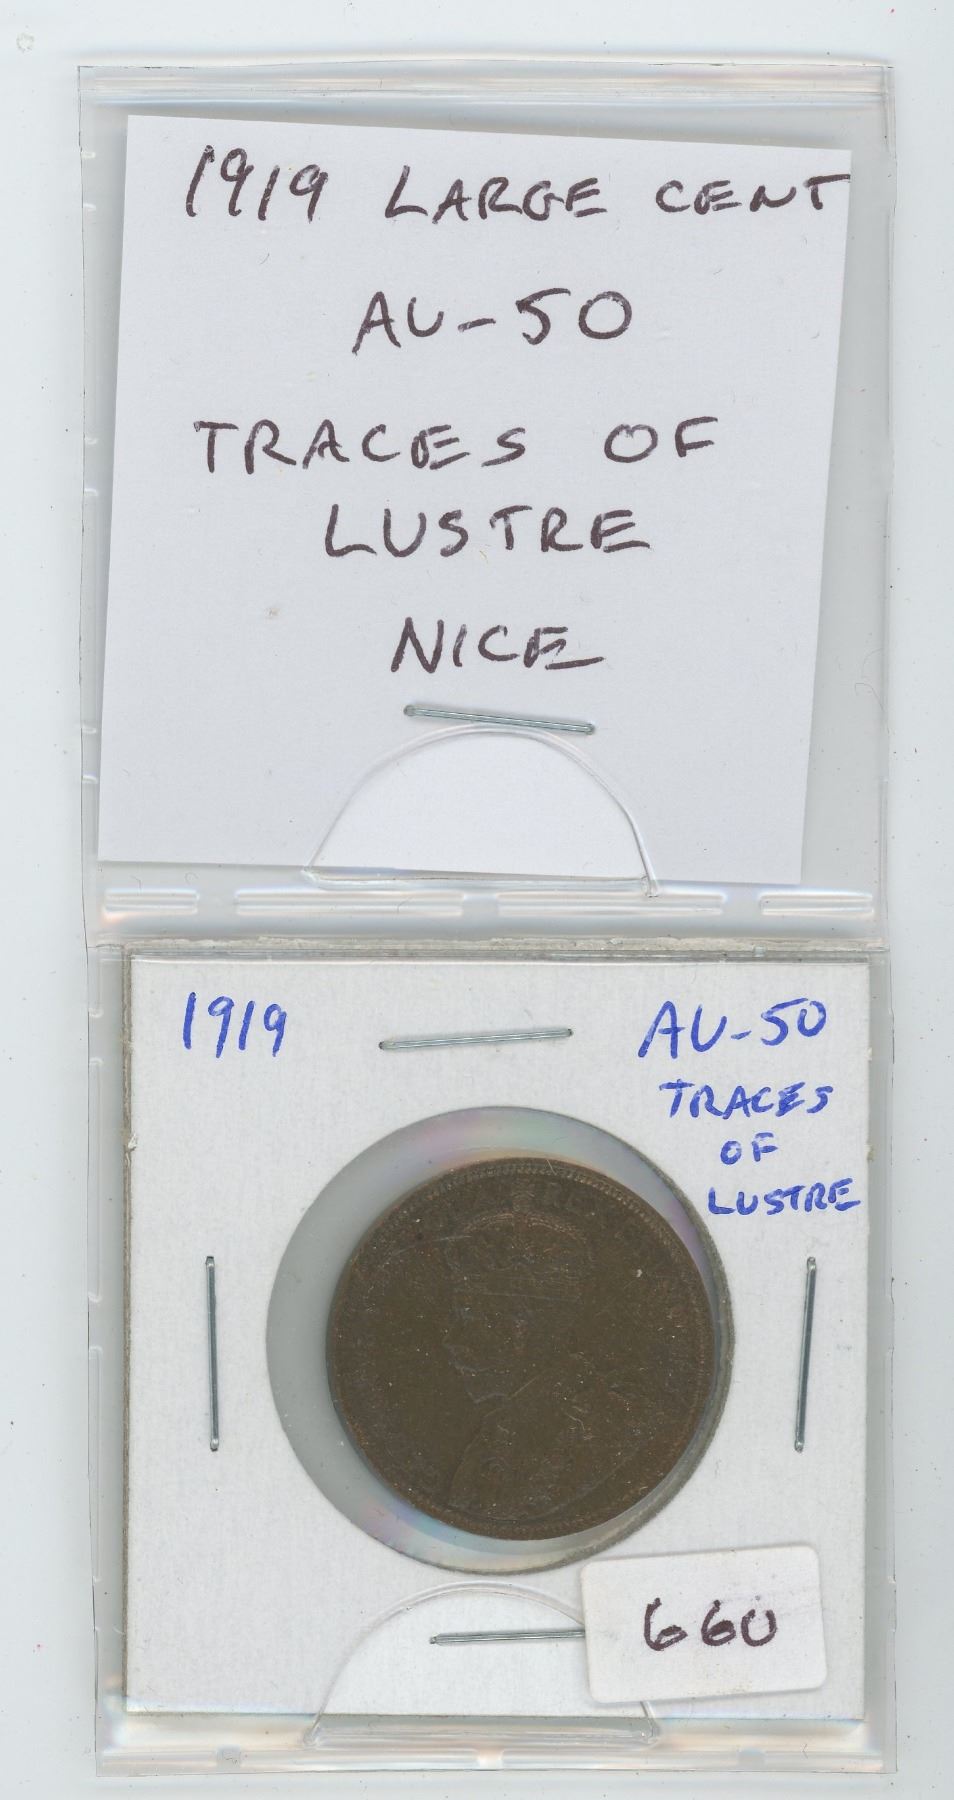 1919 LARGE CENT
AU-50
TRACES OF
LUSTRE
NICE
1919
AU-50
TRACES
OF
LUSTRE
660